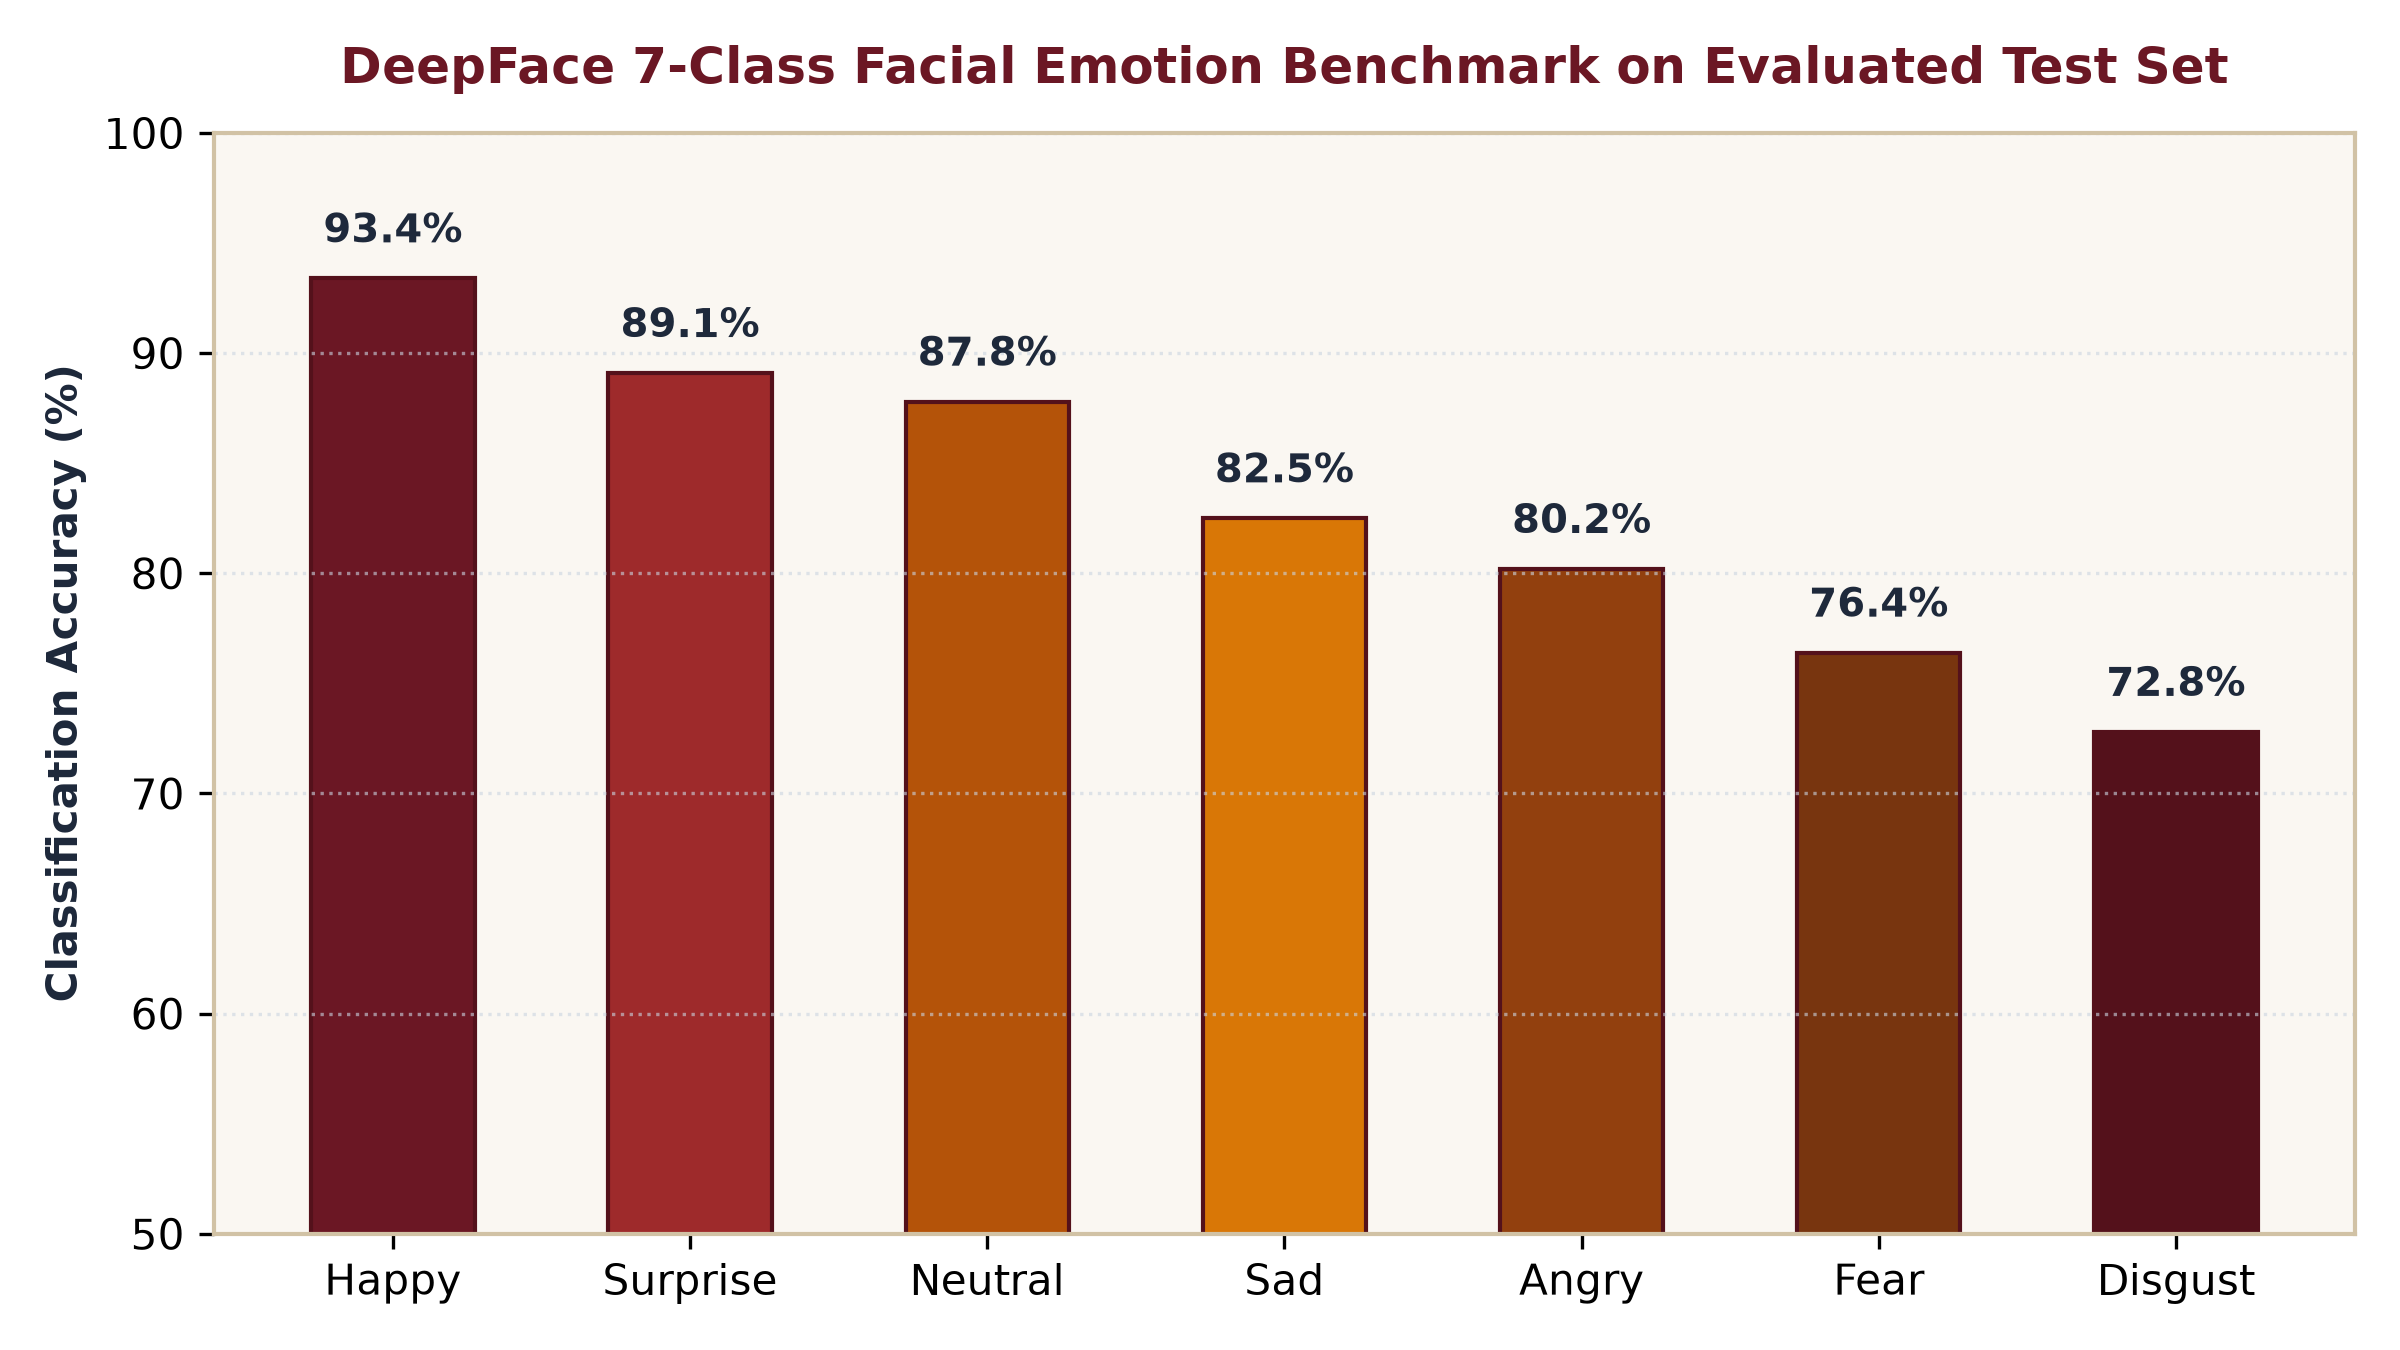 DeepFace 7-Class Facial Emotion Benchmark on Evaluated Test Set
Classification Accuracy (%)
100
90
80
70
60
50
93.4%
89.1%
87.8%
82.5%
80.2%
76.4%
72.8%
Happy
Surprise
Neutral
Sad
Angry
Fear
Disgust